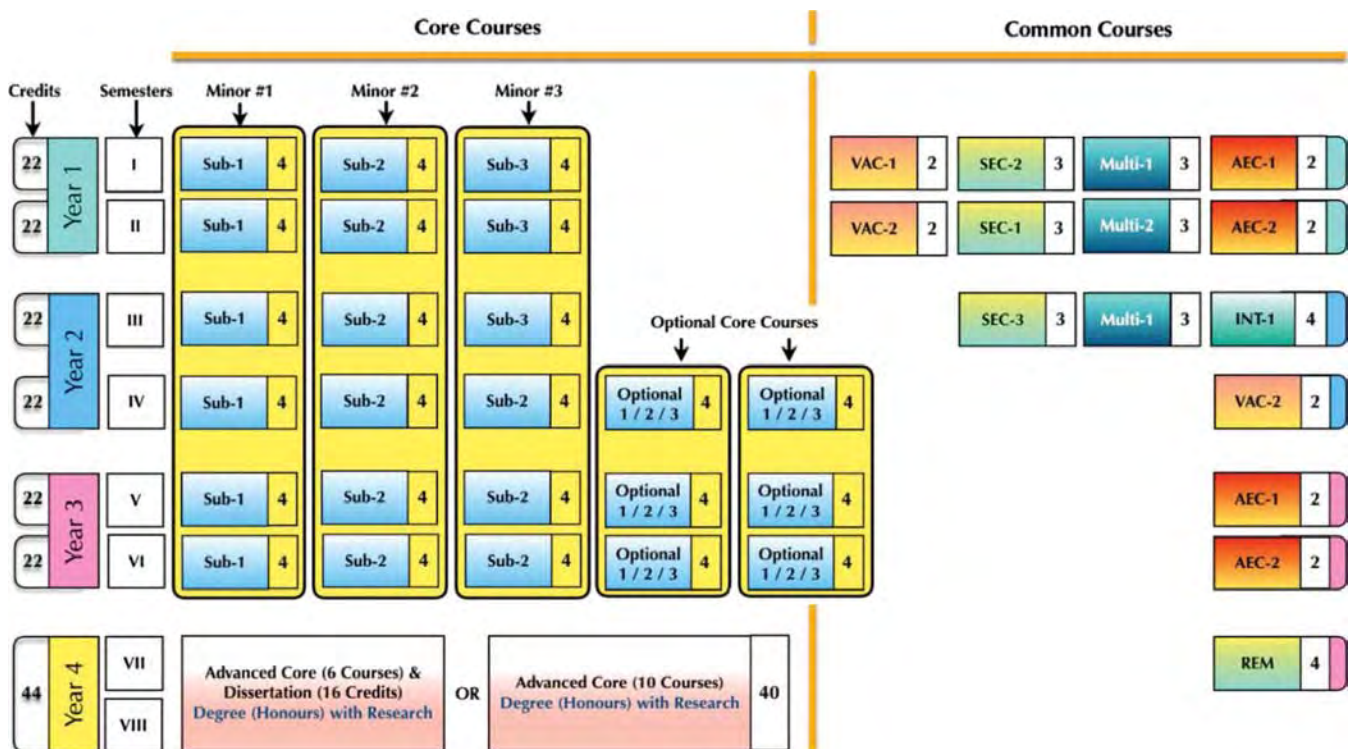 Core Courses
Common Courses
Credits
Semesters
Minor #1
Minor #2
Minor #3
22
Year 1
I
Sub-1
4
Sub-2
4
Sub-3
4
VAC-1
2
SEC-2
3
Multi-1
3
AEC-1
2
22
II
Sub-1
4
Sub-2
4
Sub-3
4
VAC-2
2
SEC-1
3
Multi-2
3
AEC-2
2
22
Year 2
III
Sub-1
4
Sub-2
4
Sub-3
4
Optional Core Courses
SEC-3
3
Multi-1
3
INT-1
4
22
IV
Sub-1
4
Sub-2
4
Sub-2
4
Optional
1 / 2 / 3
4
Optional
1 / 2 / 3
4
VAC-2
2
22
Year 3
V
Sub-1
4
Sub-2
4
Sub-2
4
Optional
1 / 2 / 3
4
Optional
1 / 2 / 3
4
AEC-1
2
22
VI
Sub-1
4
Sub-2
4
Sub-2
4
Optional
1 / 2 / 3
4
Optional
1 / 2 / 3
4
AEC-2
2
44
Year 4
VII
VIII
Advanced Core (6 Courses) &
Dissertation (16 Credits)
Degree (Honours) with Research
OR
Advanced Core (10 Courses)
Degree (Honours) with Research
40
REM
4